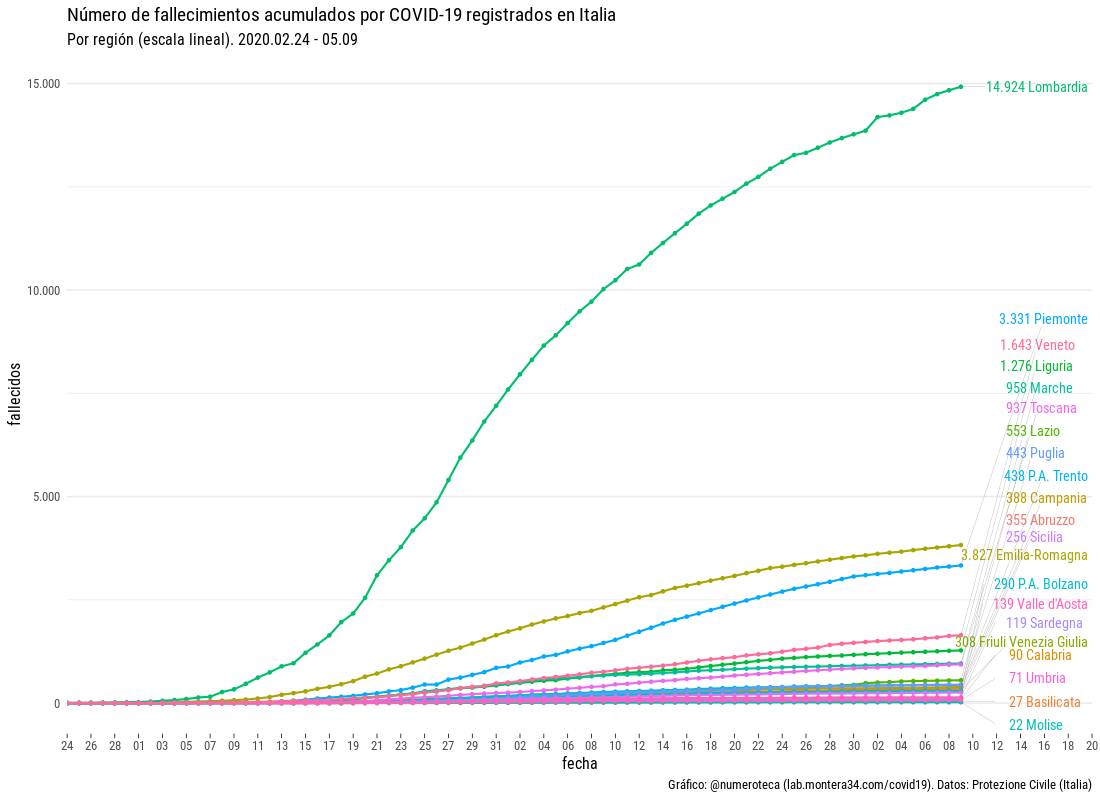 Número de fallecimientos acumulados por COVID-19 registrados en Italia
Por región (escala lineal). 2020.02.24 - 05.09
15.000
14.924 Lombardia
10.000
3.331 Piemonte
1.643 Veneto
1.276 Liguria
958 Marche
937 Toscana
553 Lazio
443 Puglia
438 P.A. Trento
5.000
388 Campania
355 Abruzzo
256 Sicilia
3.827 Emilia-Romagna
290 P.A. Bolzano
139 Valle d'Aosta
119 Sardegna
308 Friuli Venezia Giulia
90 Calabria
71 Umbria
27 Basilicata
0
22 Molise
fallecidos
24 26 28 01 03 05 07 09 11 13 15 17 19 21 23 25 27 29 31 02 04 06 08 10 12 14 16 18 20 22 24 26 28 30 02 04 06 08 10 12 14 16 18 20
fecha
Gráfico: @numeroteca (lab.montera34.com/covid19). Datos: Protezione Civile (Italia)